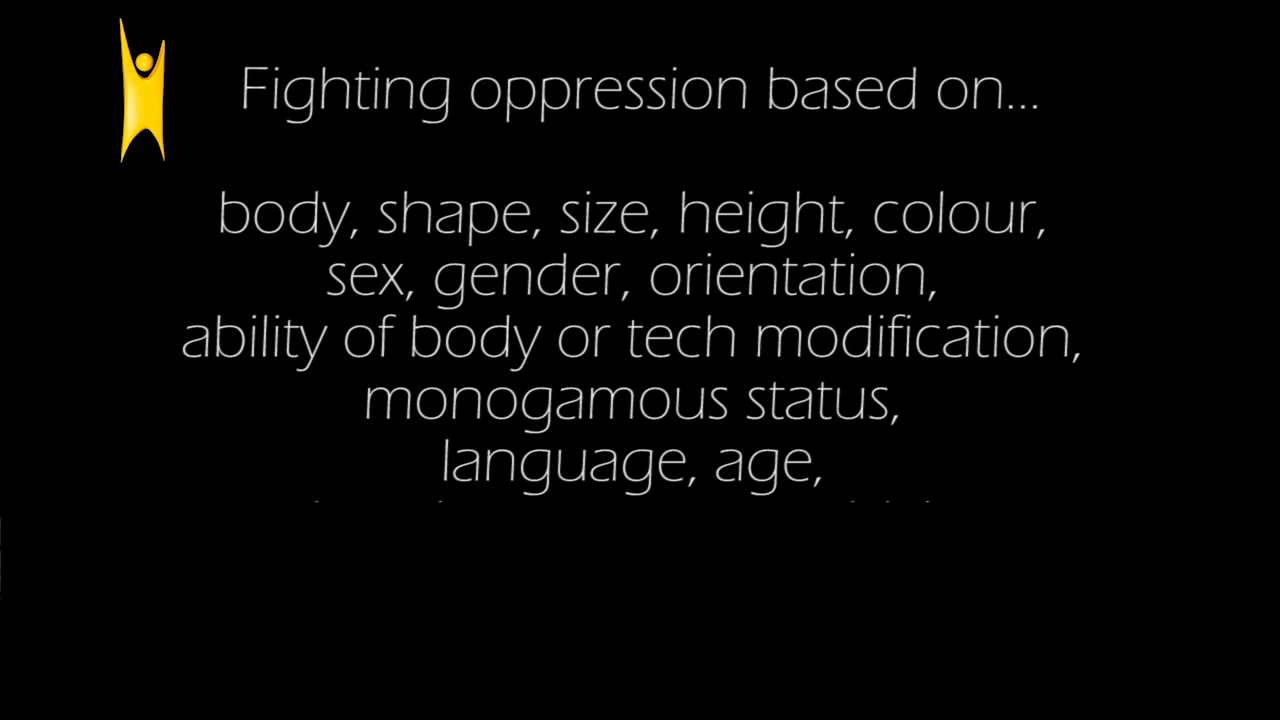 Fighting oppression based on...
body, shape, size, height, colour,
sex, gender, orientation,
ability of body or tech modification,
monogamous status,
language, age,